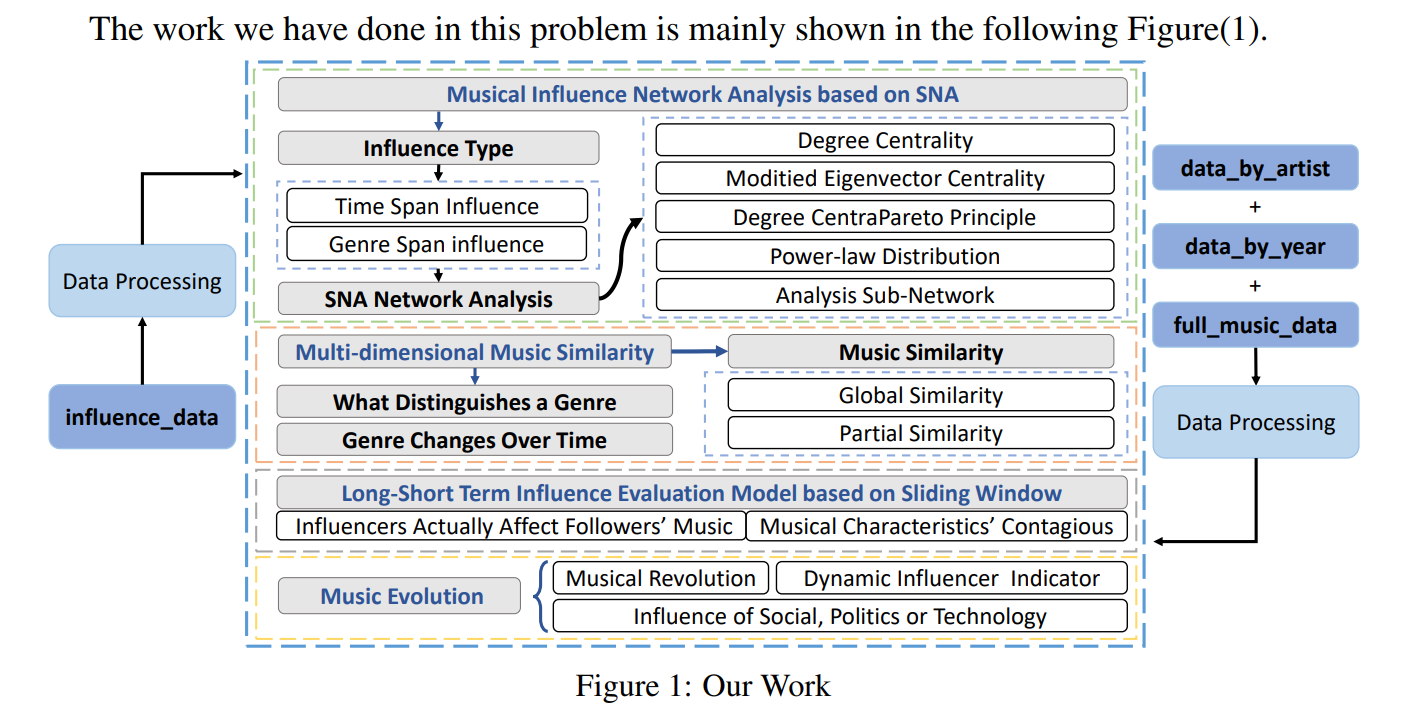 The work we have done in this problem is mainly shown in the following Figure(1).
Musical Influence Network Analysis based on SNA
Influence Type
Time Span Influence
Genre Span influence
SNA Network Analysis
Degree Centrality
Moditied Eigenvector Centrality
Degree CentraPareto Principle
Power-law Distribution
Analysis Sub-Network
Data Processing
influence_data
data_by_artist
+
data_by_year
+
full_music_data
Data Processing
Multi-dimensional Music Similarity
What Distinguishes a Genre
Genre Changes Over Time
Music Similarity
Global Similarity
Partial Similarity
Long-Short Term Influence Evaluation Model based on Sliding Window
Influencers Actually Affect Followers' Music
Musical Characteristics' Contagious
Music Evolution
Musical Revolution
Dynamic Influencer Indicator
Influence of Social, Politics or Technology
Figure 1: Our Work